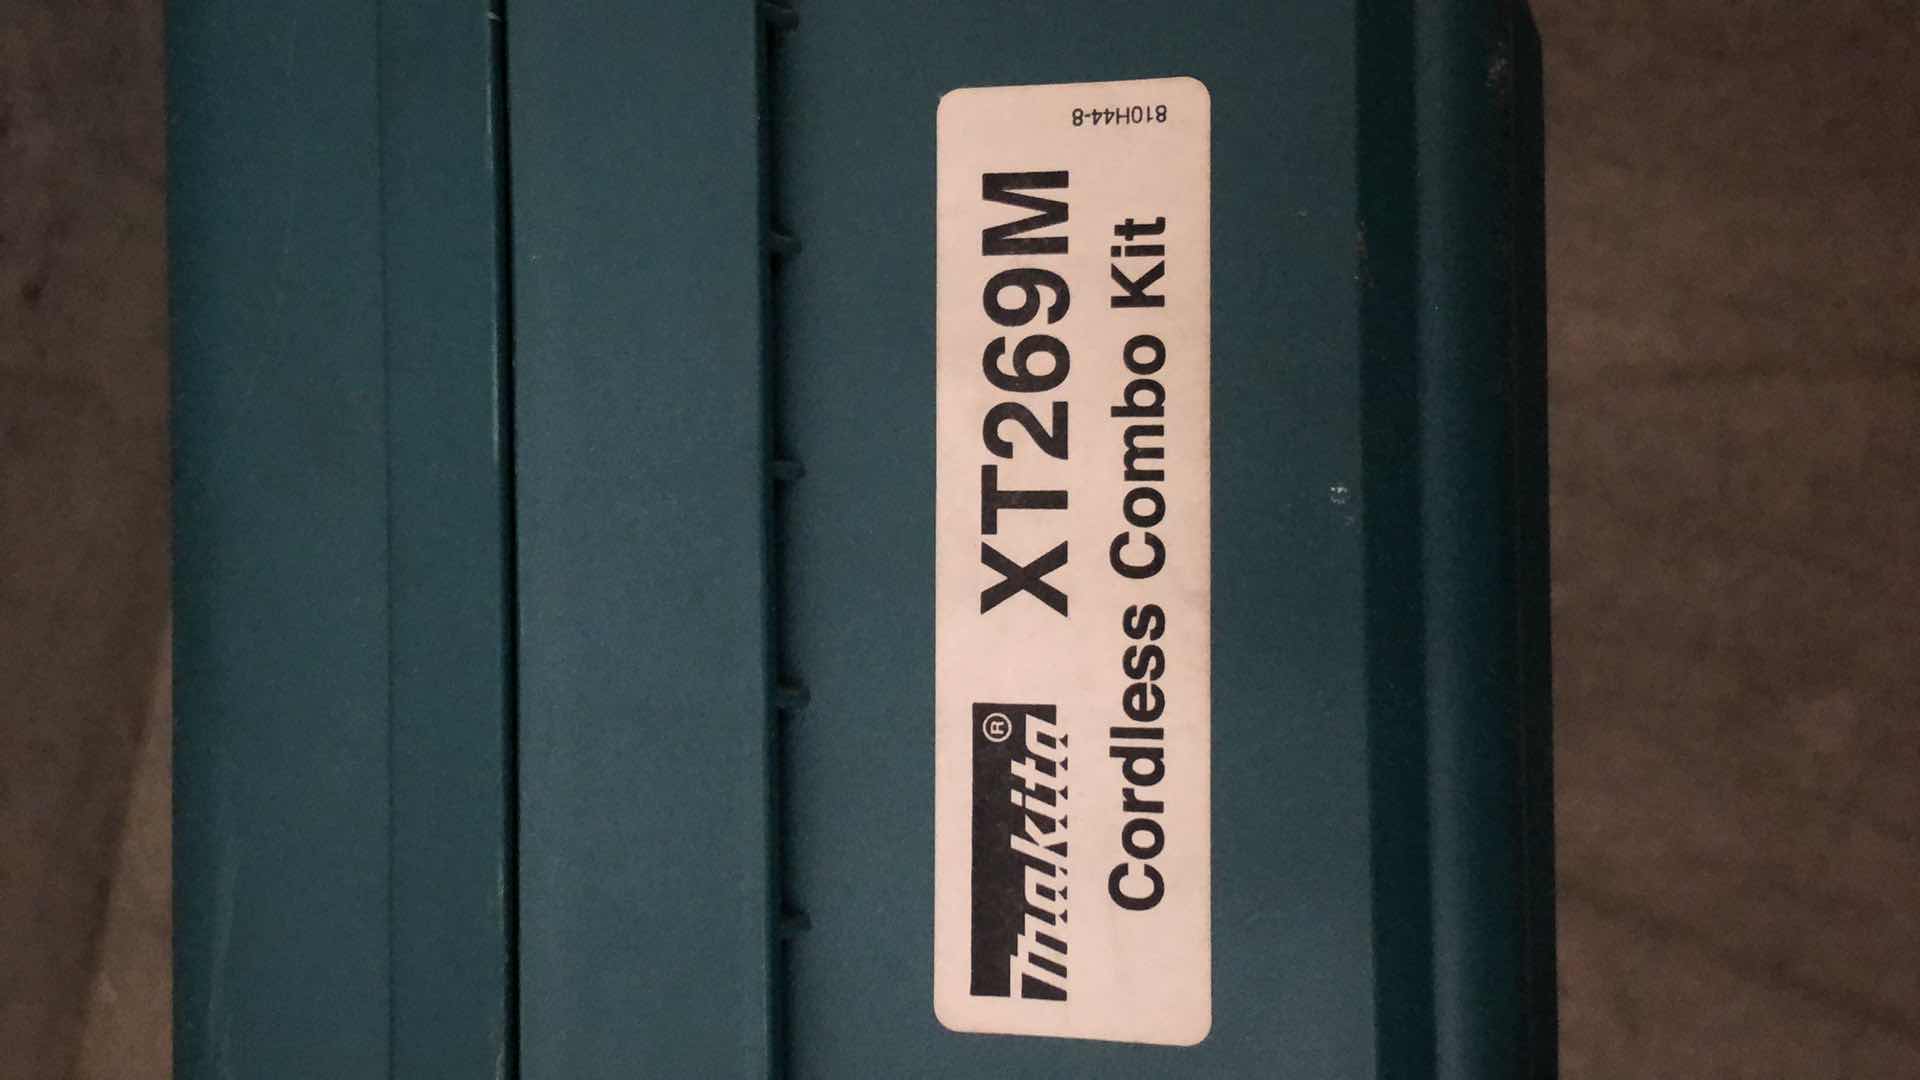 makita® XT269M
Cordless Combo Kit
810H44-8